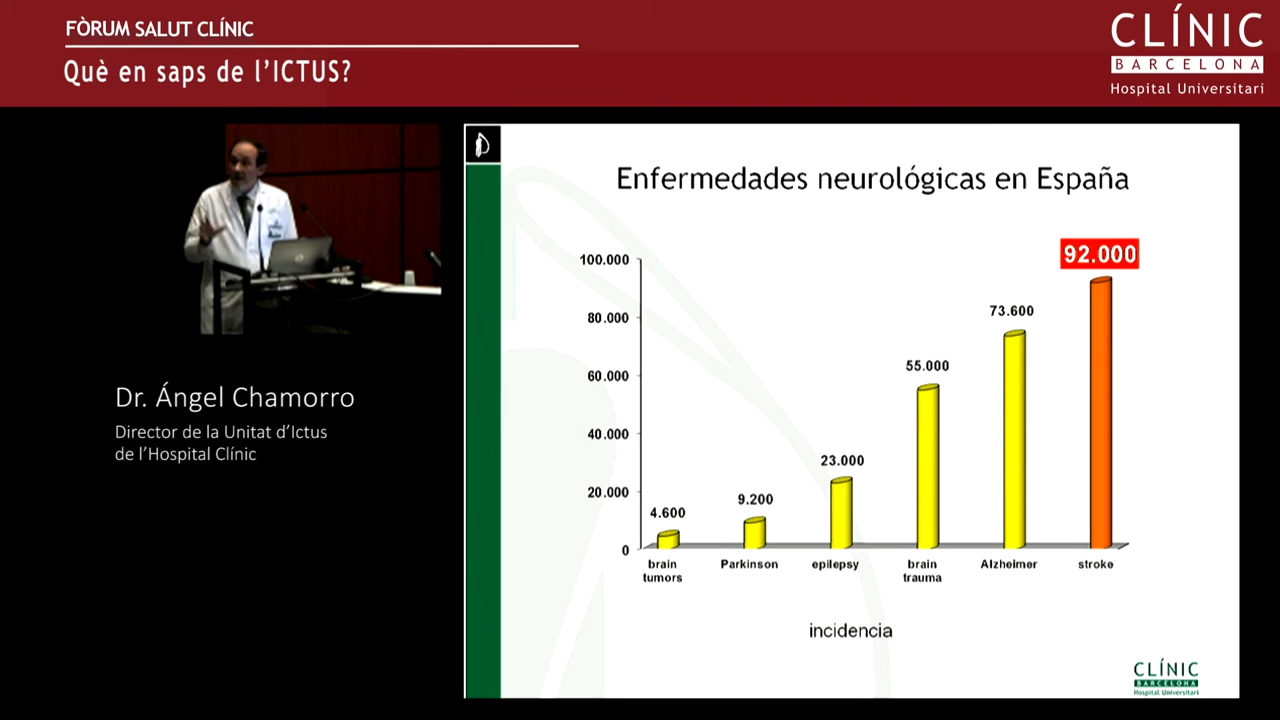 FÒRUM SALUT CLÍNIC
Què en saps de l'ICTUS?
CLÍNIC
BARCELONA
Hospital Universitari
Dr. Ángel Chamorro
Director de la Unitat d'Ictus
de l'Hospital Clínic
Enfermedades neurológicas en España
100.000
80.000
60.000
40.000
20.000
0
4.600
9.200
23.000
55.000
73.600
92.000
brain
tumors
Parkinson
epilepsy
brain
trauma
Alzheimer
stroke
incidencia
CLÍNIC
BARCELONA
Hospital Universitari